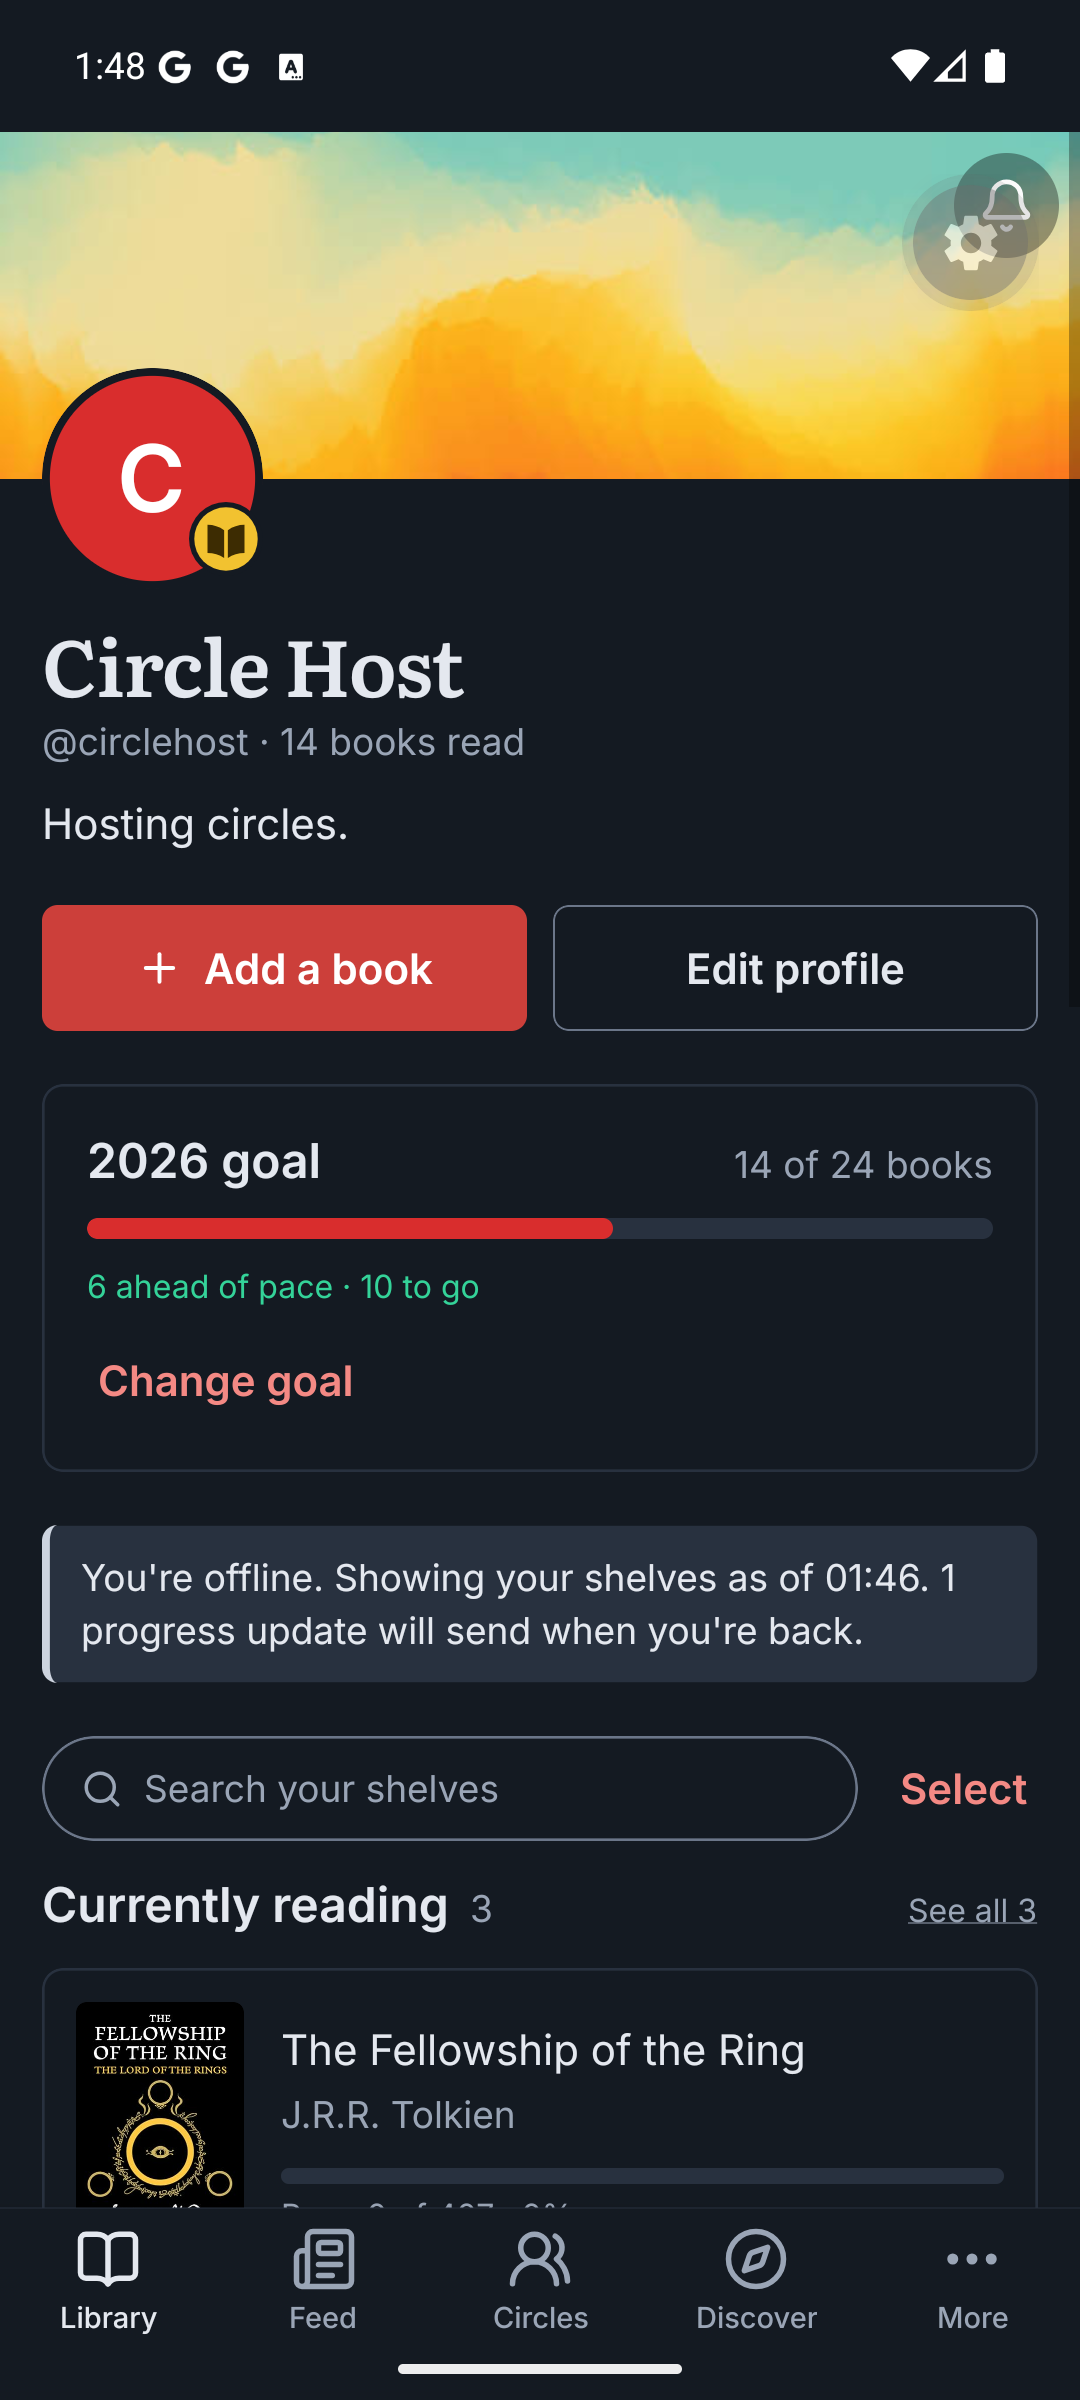 1:48
C
Circle Host
@circlehost · 14 books read
Hosting circles.
+ Add a book
Edit profile
2026 goal
14 of 24 books
6 ahead of pace · 10 to go
Change goal
You're offline. Showing your shelves as of 01:46. 1
progress update will send when you're back.
Search your shelves
Select
Currently reading 3
See all 3
THE
FELLOWSHIP
OF THE RING
THE LORD OF THE RINGS
The Fellowship of the Ring
J.R.R. Tolkien
Library
Feed
Circles
Discover
More